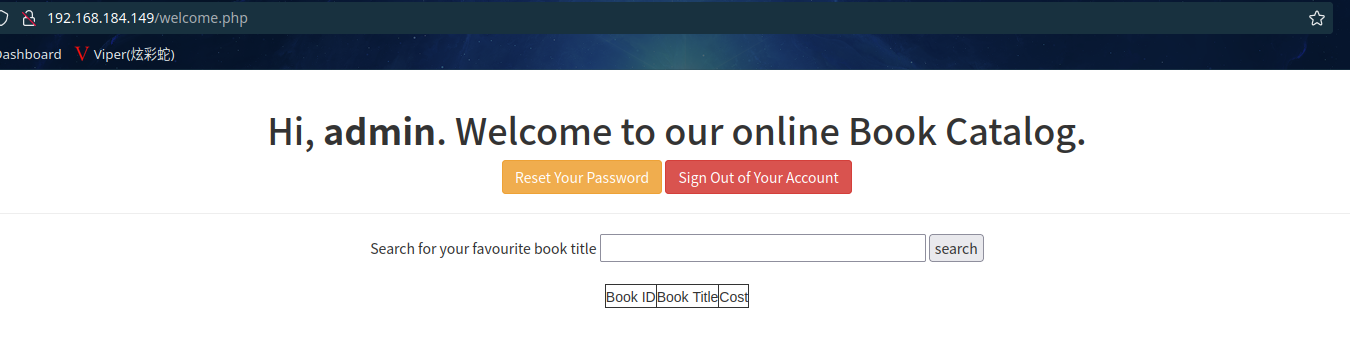 192.168.184.149/welcome.php
Dashboard Viper(炫彩蛇)
Hi, admin. Welcome to our online Book Catalog.
Reset Your Password Sign Out of Your Account
Search for your favourite book title search
Book ID Book Title Cost